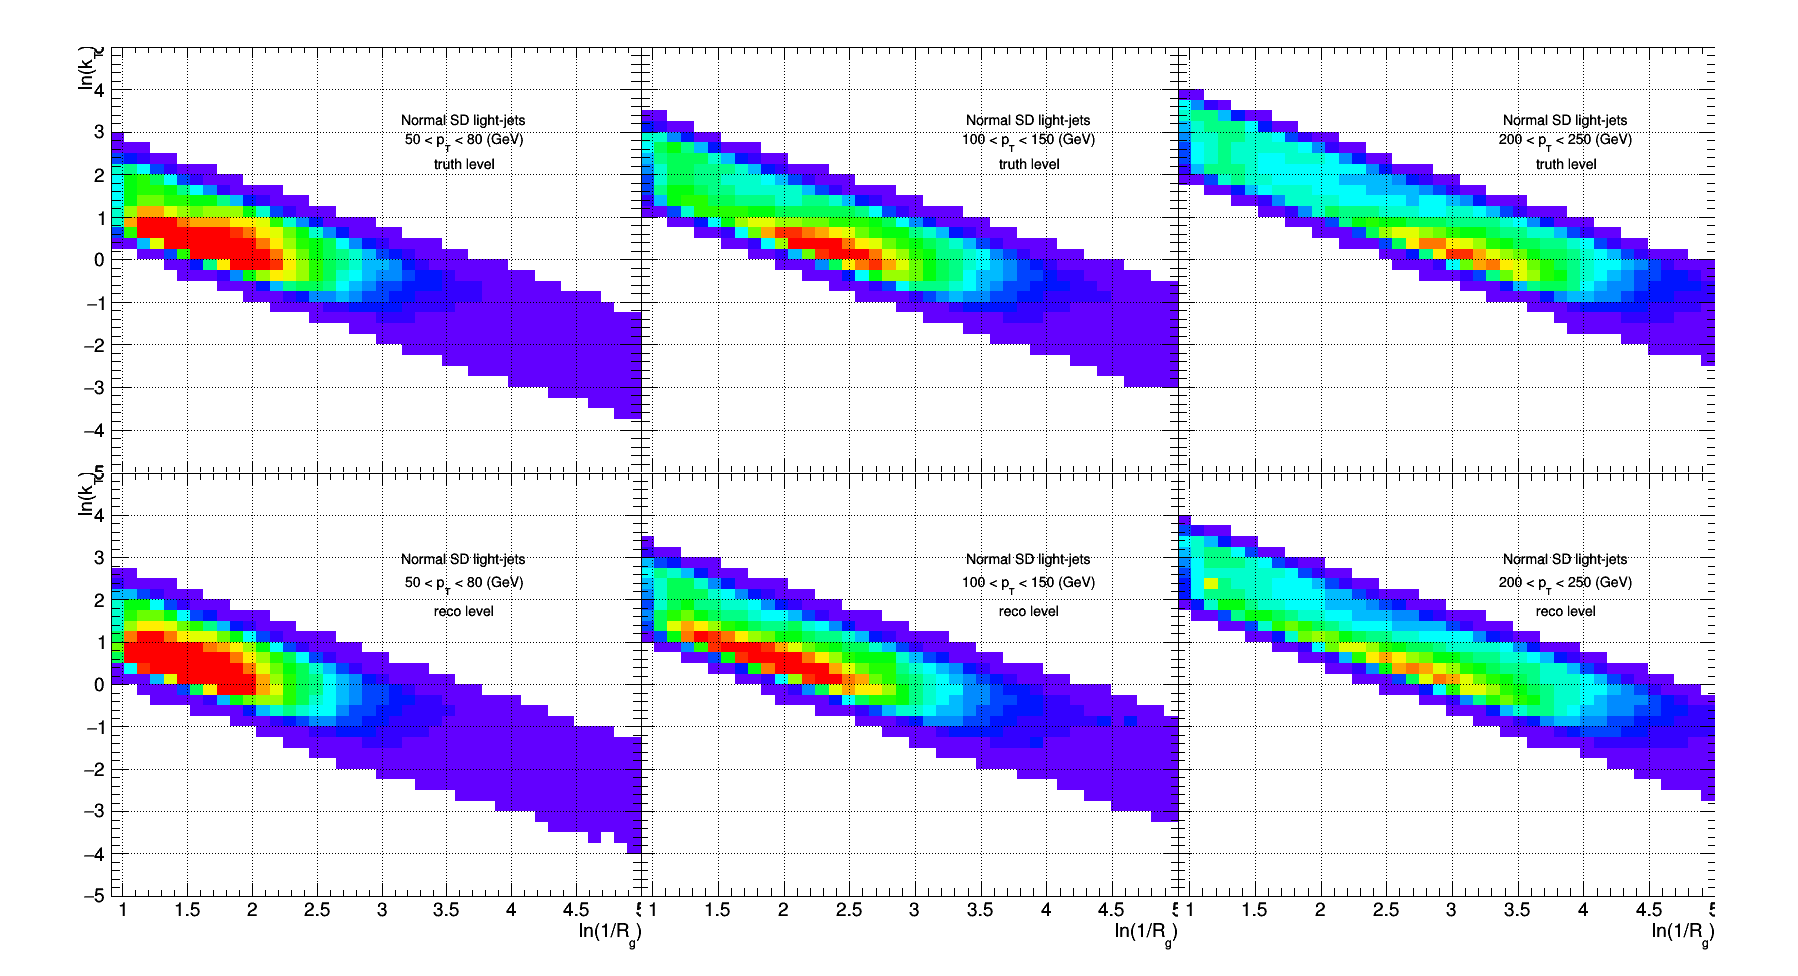 ln(k_T)
4
3
2
1
0
−1
−2
−3
−4
Normal SD light-jets
50 < p_T < 80 (GeV)
truth level
Normal SD light-jets
100 < p_T < 150 (GeV)
truth level
Normal SD light-jets
200 < p_T < 250 (GeV)
truth level
ln(k_T)
4
3
2
1
0
−1
−2
−3
−4
−5
Normal SD light-jets
50 < p_T < 80 (GeV)
reco level
Normal SD light-jets
100 < p_T < 150 (GeV)
reco level
Normal SD light-jets
200 < p_T < 250 (GeV)
reco level
1 1.5 2 2.5 3 3.5 4 4.5
1 1.5 2 2.5 3 3.5 4 4.5
1 1.5 2 2.5 3 3.5 4 4.5 5
ln(1/R_g)
ln(1/R_g)
ln(1/R_g)